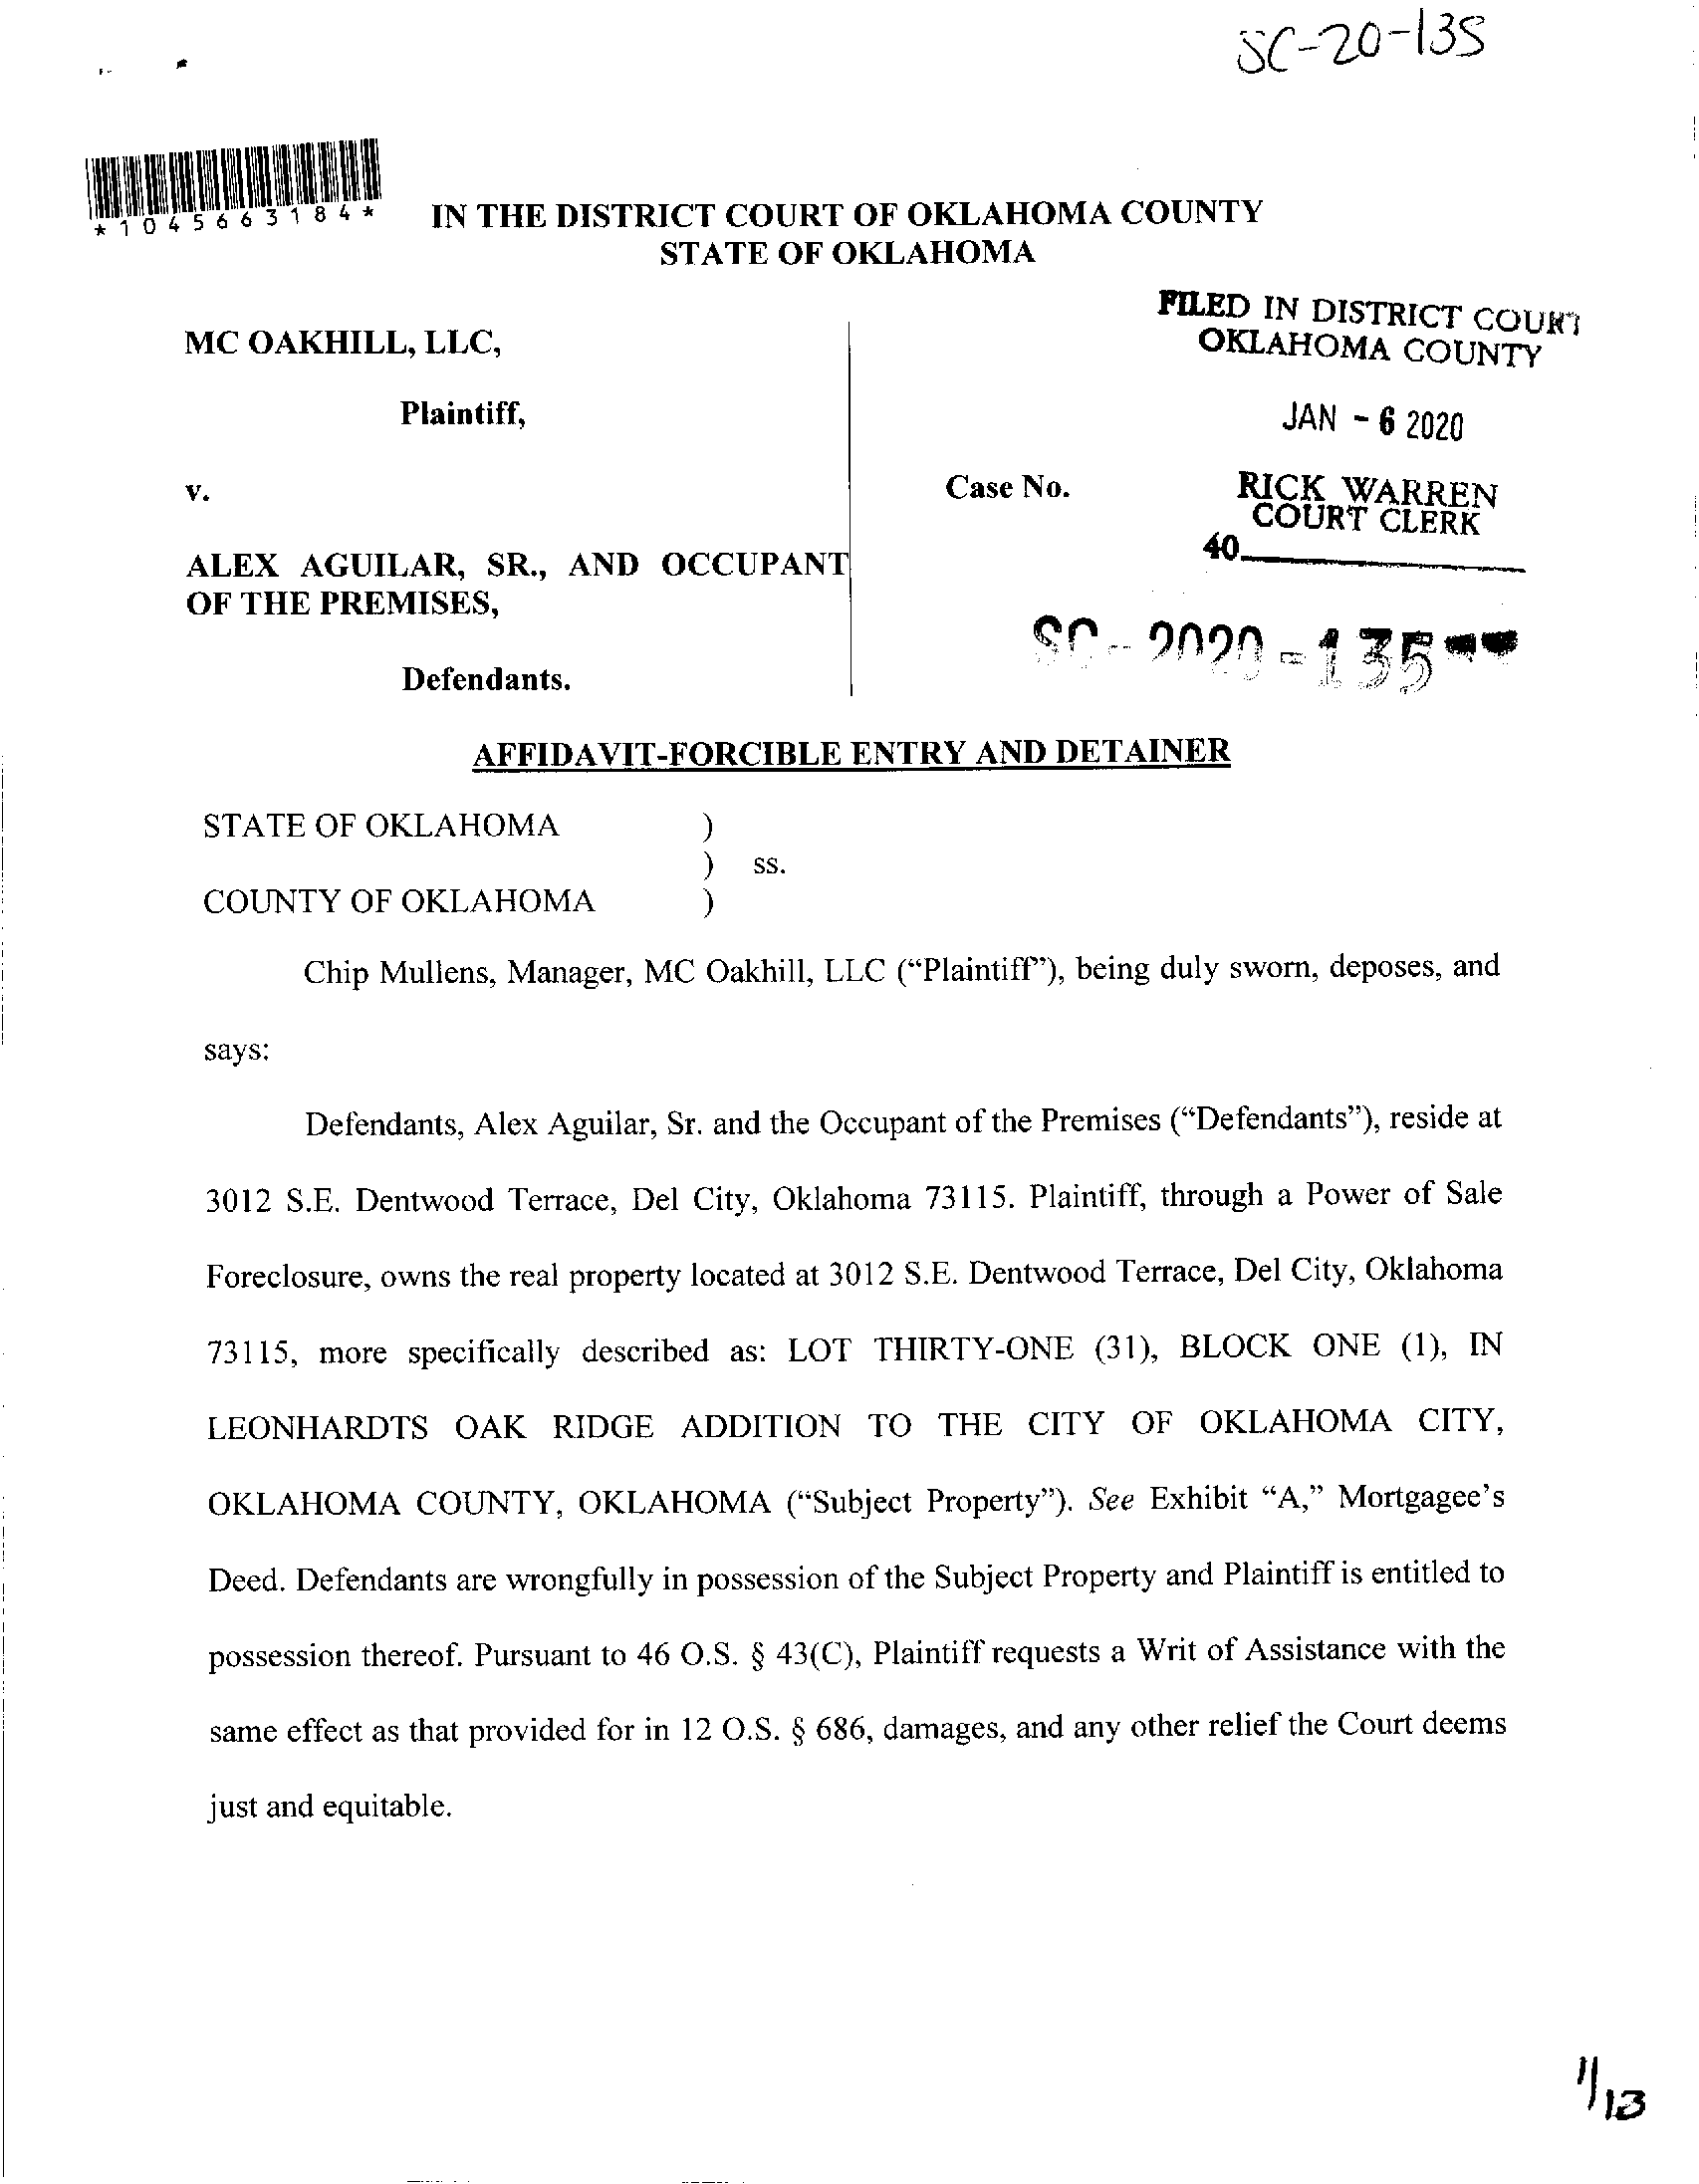 SC-20-135
*1045663184*
IN THE DISTRICT COURT OF OKLAHOMA COUNTY
STATE OF OKLAHOMA
FILED IN DISTRICT COURT
OKLAHOMA COUNTY
MC OAKHILL, LLC,
Plaintiff,
JAN - 6 2020
v.
Case No.
RICK WARREN
COURT CLERK
40
ALEX AGUILAR, SR., AND OCCUPANT
OF THE PREMISES,
SC - 2020 - 135
Defendants.
AFFIDAVIT-FORCIBLE ENTRY AND DETAINER
STATE OF OKLAHOMA )
) ss.
COUNTY OF OKLAHOMA )
Chip Mullens, Manager, MC Oakhill, LLC (“Plaintiff”), being duly sworn, deposes, and
says:
Defendants, Alex Aguilar, Sr. and the Occupant of the Premises (“Defendants”), reside at
3012 S.E. Dentwood Terrace, Del City, Oklahoma 73115. Plaintiff, through a Power of Sale
Foreclosure, owns the real property located at 3012 S.E. Dentwood Terrace, Del City, Oklahoma
73115, more specifically described as: LOT THIRTY-ONE (31), BLOCK ONE (1), IN
LEONHARDTS OAK RIDGE ADDITION TO THE CITY OF OKLAHOMA CITY,
OKLAHOMA COUNTY, OKLAHOMA (“Subject Property”). See Exhibit “A,” Mortgagee’s
Deed. Defendants are wrongfully in possession of the Subject Property and Plaintiff is entitled to
possession thereof. Pursuant to 46 O.S. § 43(C), Plaintiff requests a Writ of Assistance with the
same effect as that provided for in 12 O.S. § 686, damages, and any other relief the Court deems
just and equitable.
1/13